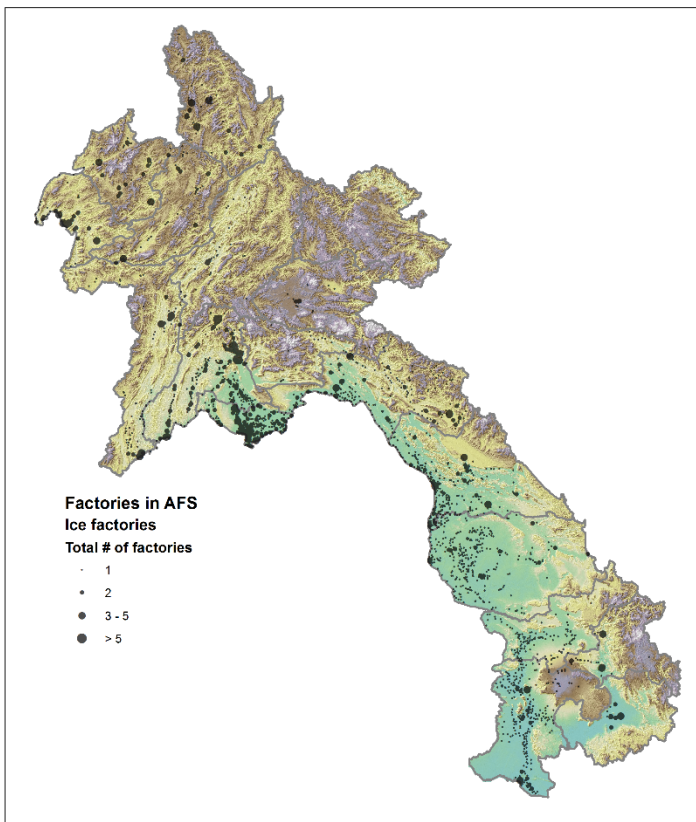 Factories in AFS
Ice factories
Total # of factories
1
2
3 - 5
> 5